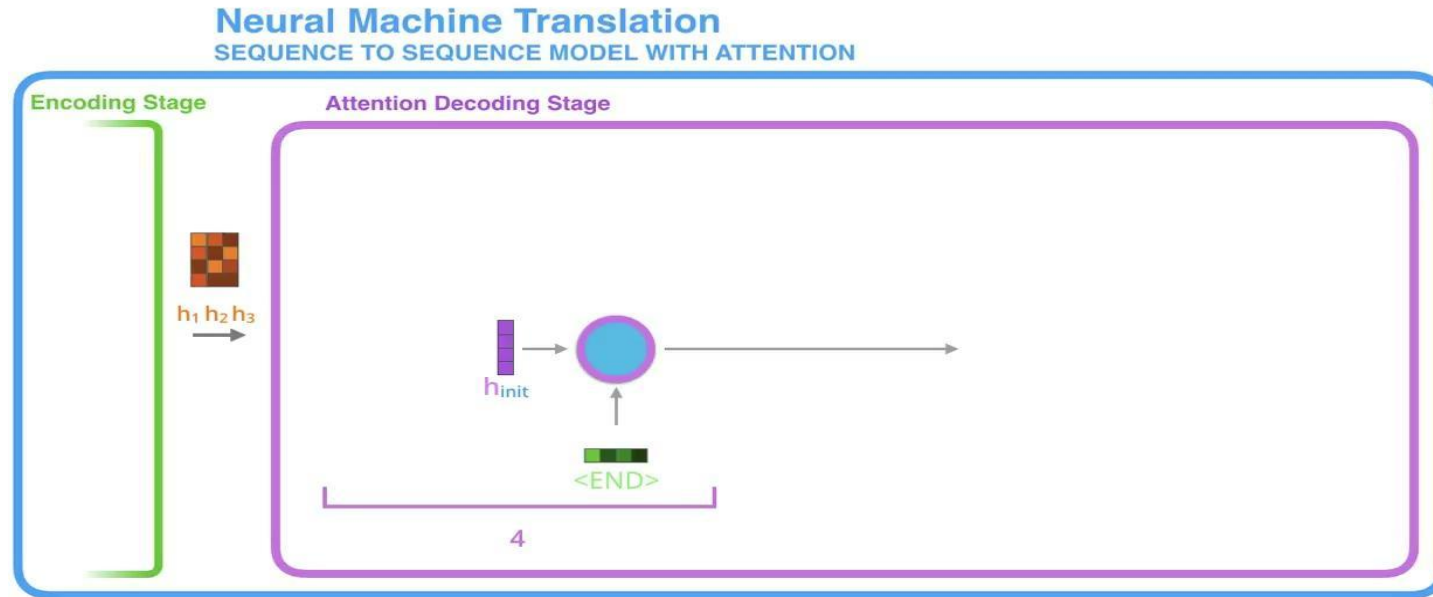 Neural Machine Translation
SEQUENCE TO SEQUENCE MODEL WITH ATTENTION
Encoding Stage
Attention Decoding Stage
h₁ h₂ h₃
hinit
<END>
4